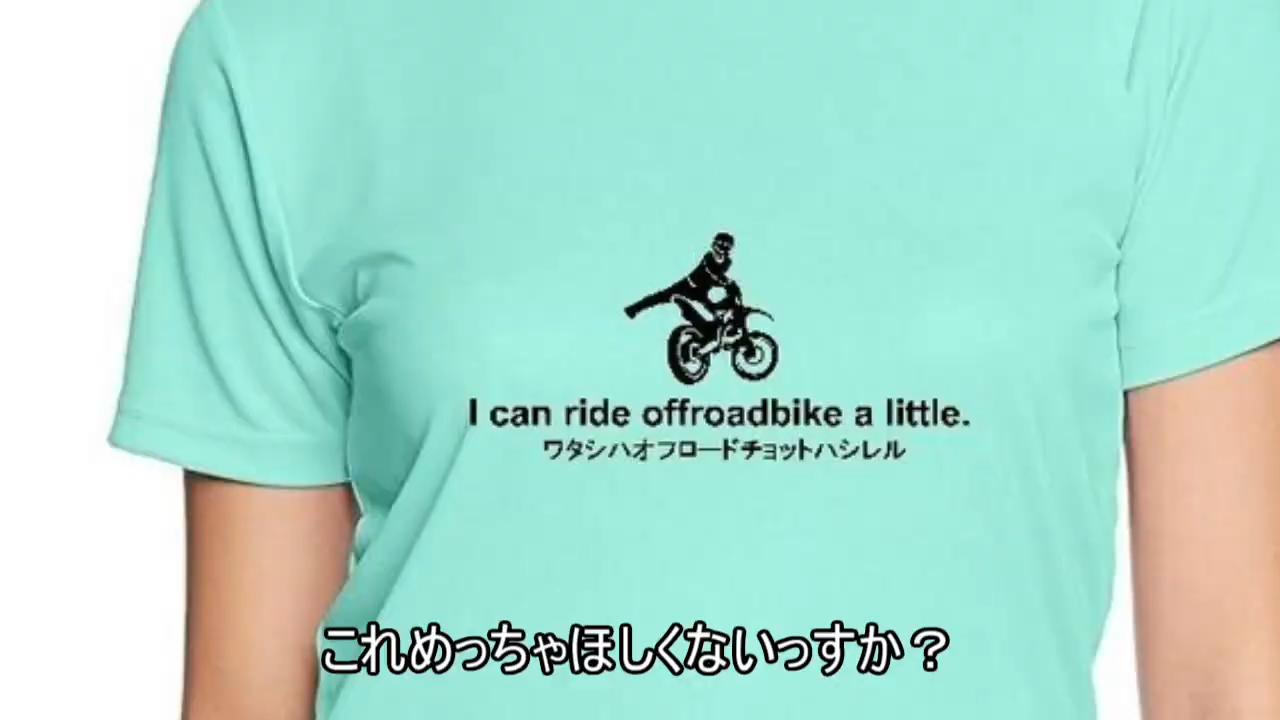 I can ride offroadbike a little.
ワタシハオフロードチョットハシレル
これめっちゃほしくないっすか？